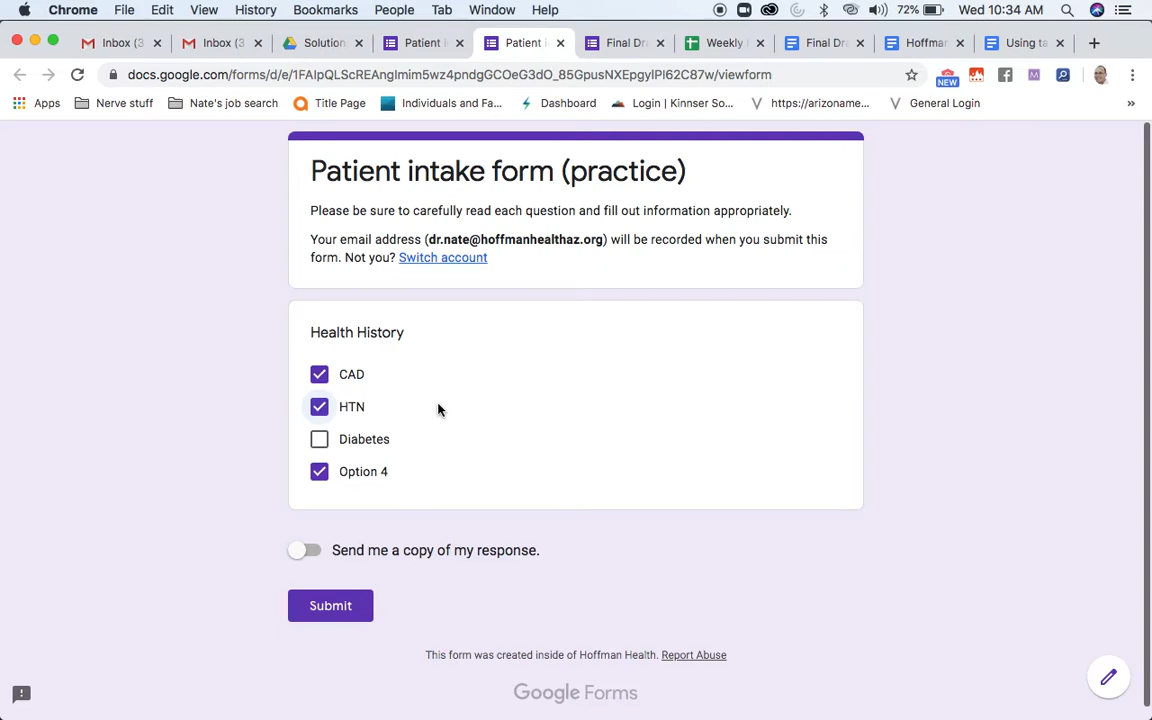 Chrome File Edit View History Bookmarks People Tab Window Help 72% Wed 10:34 AM
Inbox (3 Inbox (3 Solution Patient Patient Final Dr Weekly Final Dr Hoffman Using ta
docs.google.com/forms/d/e/1FAIpQLScREAnglmim5wz4pndgGCOeG3dO_85GpusNXEpgylPl62C87w/viewform
NEW
Apps Nerve stuff Nate's job search Title Page Individuals and Fa... Dashboard Login | Kinnser So... https://arizoname... General Login »
Patient intake form (practice)
Please be sure to carefully read each question and fill out information appropriately.
Your email address (dr.nate@hoffmanhealthaz.org) will be recorded when you submit this
form. Not you? Switch account
Health History
CAD
HTN
Diabetes
Option 4
Send me a copy of my response.
Submit
This form was created inside of Hoffman Health. Report Abuse
Google Forms